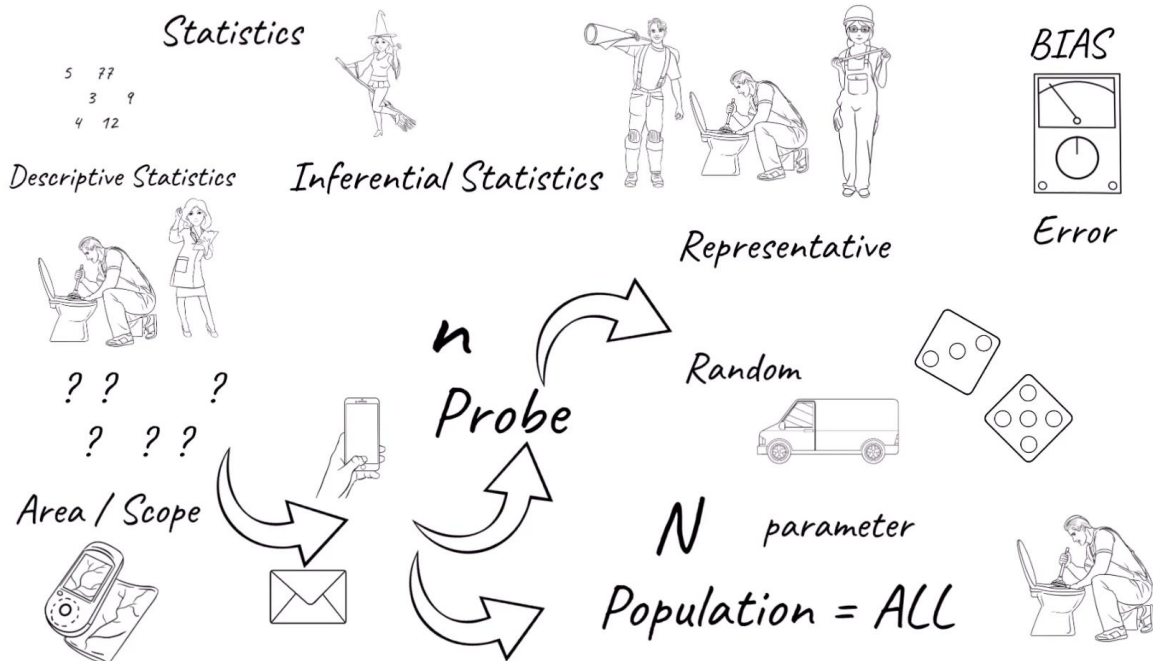 Statistics
5 77
3 9
4 12
BIAS
Descriptive Statistics
Inferential Statistics
Error
Representative
n
Probe
Random
? ? ?
? ? ?
Area / Scope
N
parameter
Population = ALL